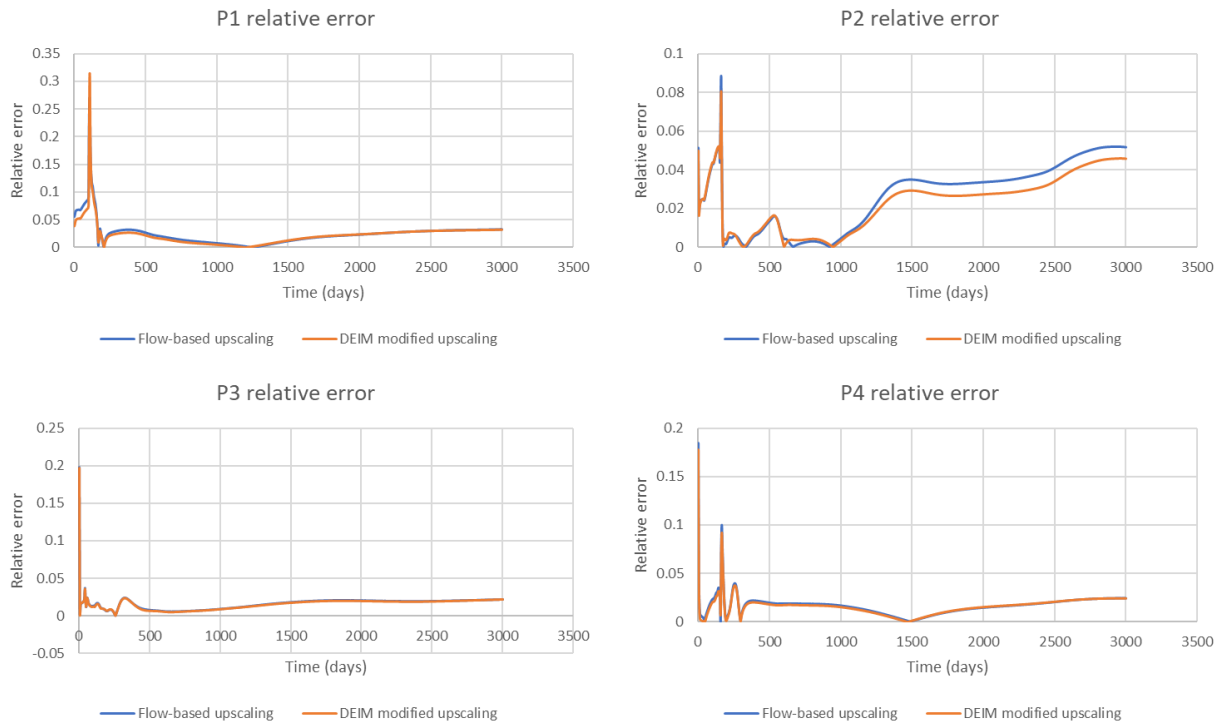 P1 relative error
0.35
0.3
0.25
0.2
0.15
0.1
0.05
0
Relative error
0 500 1000 1500 2000 2500 3000 3500
Time (days)
Flow-based upscaling DEIM modified upscaling
P2 relative error
0.1
0.08
0.06
0.04
0.02
0
Relative error
0 500 1000 1500 2000 2500 3000 3500
Time (days)
Flow-based upscaling DEIM modified upscaling
P3 relative error
0.25
0.2
0.15
0.1
0.05
0
-0.05
Relative error
0 500 1000 1500 2000 2500 3000 3500
Time (days)
Flow-based upscaling DEIM modified upscaling
P4 relative error
0.2
0.15
0.1
0.05
0
Relative error
0 500 1000 1500 2000 2500 3000 3500
Time (days)
Flow-based upscaling DEIM modified upscaling